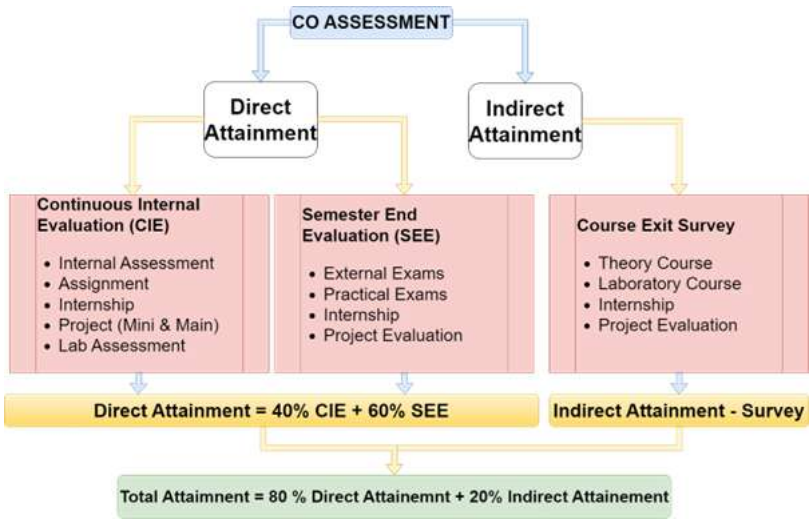 CO ASSESSMENT
Direct
Attainment
Indirect
Attainment
Continuous Internal
Evaluation (CIE)
• Internal Assessment
• Assignment
• Internship
• Project (Mini & Main)
• Lab Assessment
Semester End
Evaluation (SEE)
• External Exams
• Practical Exams
• Internship
• Project Evaluation
Course Exit Survey
• Theory Course
• Laboratory Course
• Internship
• Project Evaluation
Direct Attainment = 40% CIE + 60% SEE
Indirect Attainment - Survey
Total Attaimnent = 80 % Direct Attainemnt + 20% Indirect Attainement